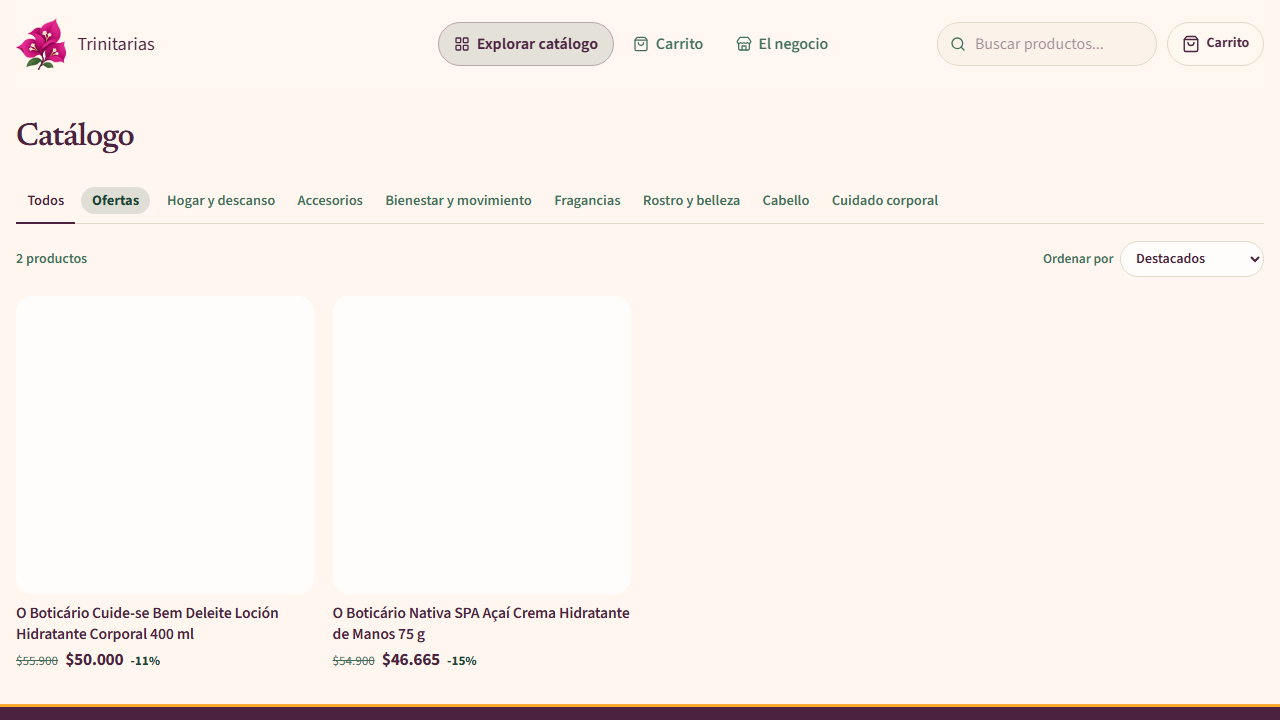 Trinitarias
Explorar catálogo
Carrito
El negocio
Buscar productos...
Carrito
Catálogo
Todos
Ofertas
Hogar y descanso
Accesorios
Bienestar y movimiento
Fragancias
Rostro y belleza
Cabello
Cuidado corporal
2 productos
Ordenar por
Destacados
O Boticário Cuide-se Bem Deleite Loción
Hidratante Corporal 400 ml
$55.900 $50.000 -11%
O Boticário Nativa SPA Açaí Crema Hidratante
de Manos 75 g
$54.900 $46.665 -15%